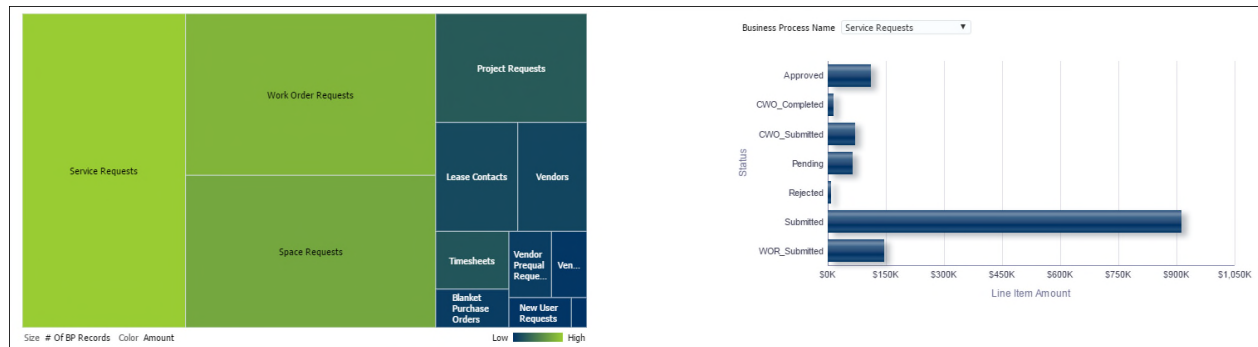 Service Requests
Work Order Requests
Space Requests
Project Requests
Lease Contacts
Vendors
Timesheets
Vendor
Prequal
Reque...
Ven...
Blanket
Purchase
Orders
New User
Requests
Size # Of BP Records Color Amount
Low High
Business Process Name Service Requests
Status
Approved
CWO_Completed
CWO_Submitted
Pending
Rejected
Submitted
WOR_Submitted
$0K $150K $300K $450K $600K $750K $900K $1,050K
Line Item Amount